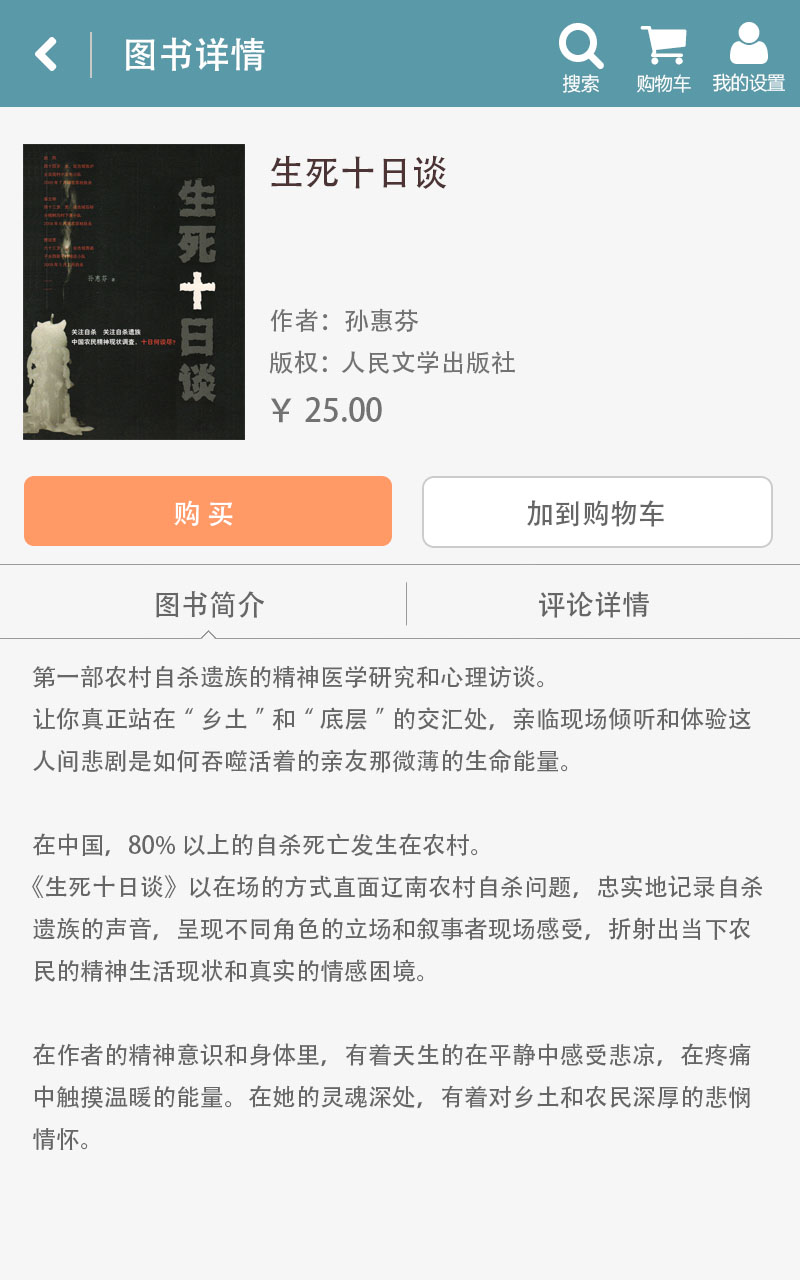 图书详情
搜索
购物车
我的设置
生死十日谈
孙惠芬
关注自杀 关注自杀遗族
中国农民精神现状调查，十日何谈尽?
生死十日谈
作者：孙惠芬
版权：人民文学出版社
¥ 25.00
购 买
加到购物车
图书简介
评论详情
第一部农村自杀遗族的精神医学研究和心理访谈。
让你真正站在“乡土”和“底层”的交汇处，亲临现场倾听和体验这
人间悲剧是如何吞噬活着的亲友那微薄的生命能量。
在中国，80% 以上的自杀死亡发生在农村。
《生死十日谈》以在场的方式直面辽南农村自杀问题，忠实地记录自杀
遗族的声音，呈现不同角色的立场和叙事者现场感受，折射出当下农
民的精神生活现状和真实的情感困境。
在作者的精神意识和身体里，有着天生的在平静中感受悲凉，在疼痛
中触摸温暖的能量。在她的灵魂深处，有着对乡土和农民深厚的悲悯
情怀。